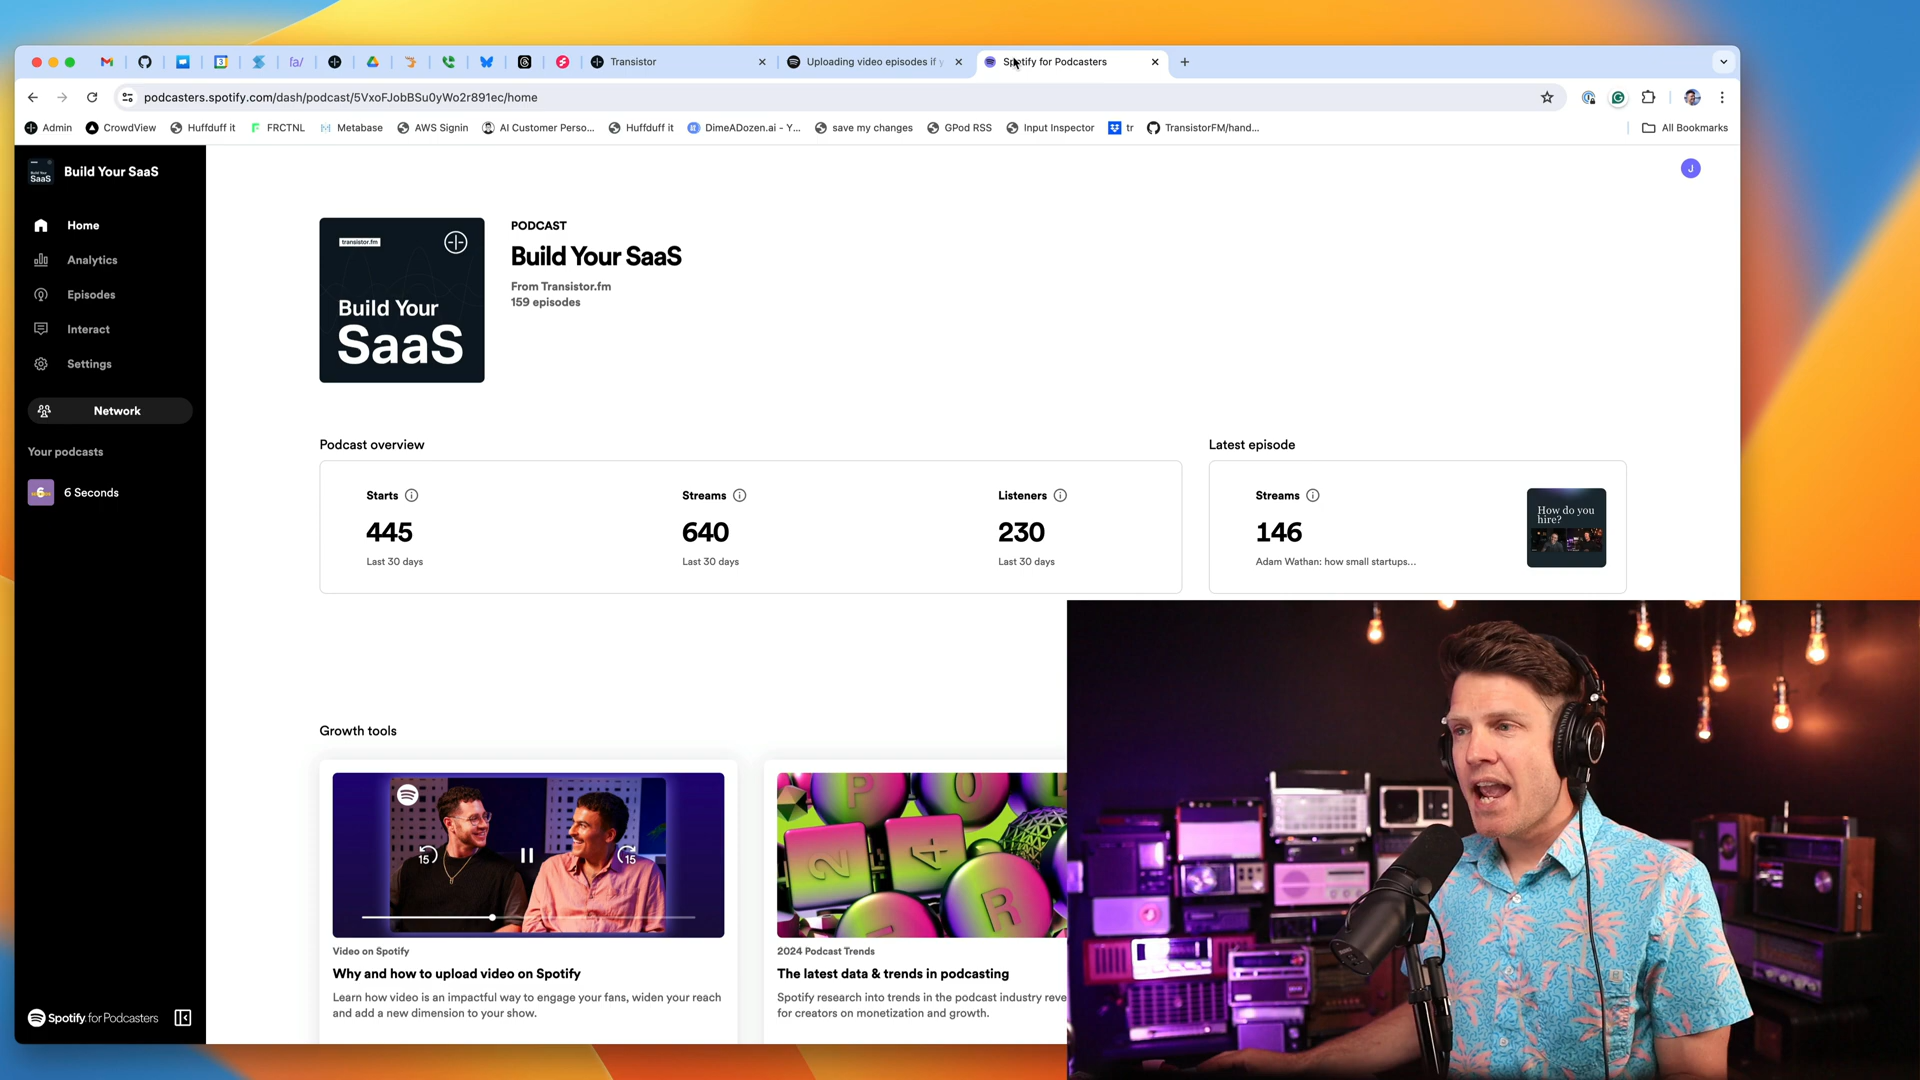 Transistor
Uploading video episodes if y
Spotify for Podcasters
podcasters.spotify.com/dash/podcast/5VxoFJobBSu0yWo2r891ec/home
Admin
CrowdView
Huffduff it
FRCTNL
Metabase
AWS Signin
AI Customer Perso...
Huffduff it
DimeADozen.ai - Y...
save my changes
GPod RSS
Input Inspector
tr
TransistorFM/hand...
All Bookmarks
Build Your SaaS
J
Home
Analytics
Episodes
Interact
Settings
Network
Your podcasts
6 Seconds
Spotify for Podcasters
transistor.fm
Build Your
SaaS
PODCAST
Build Your SaaS
From Transistor.fm
159 episodes
Podcast overview
Starts
445
Last 30 days
Streams
640
Last 30 days
Listeners
230
Last 30 days
Latest episode
Streams
146
Adam Wathan: how small startups...
How do you
hire?
Growth tools
15
15
Video on Spotify
Why and how to upload video on Spotify
Learn how video is an impactful way to engage your fans, widen your reach
and add a new dimension to your show.
2024 Podcast Trends
The latest data & trends in podcasting
Spotify research into trends in the podcast industry reve
for creators on monetization and growth.